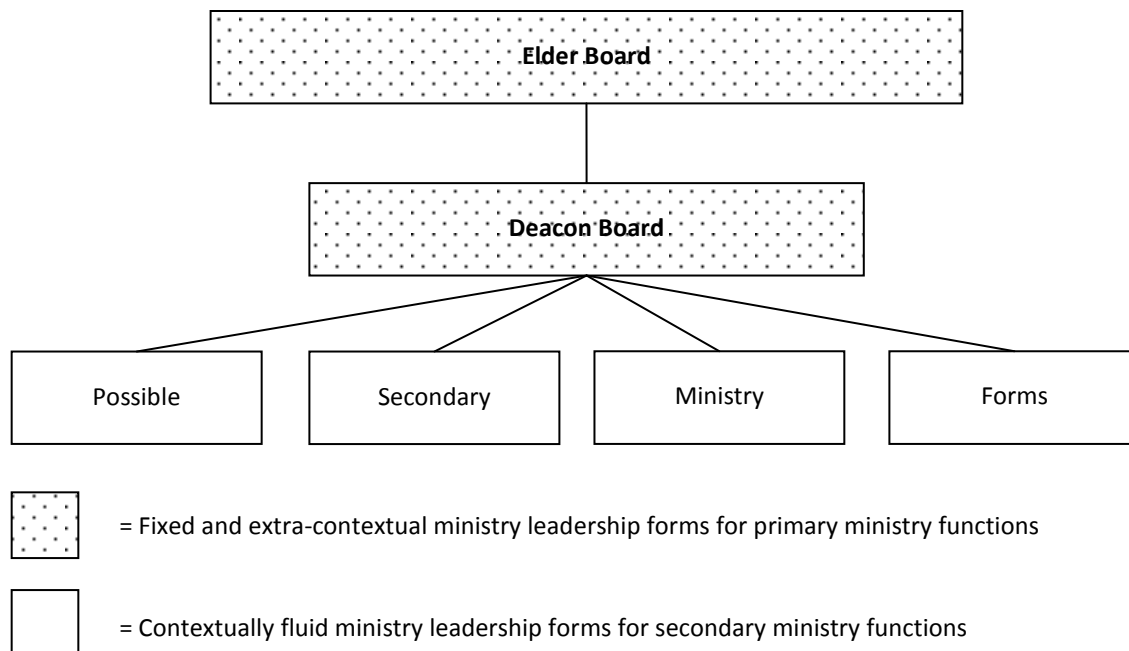 Elder Board
Deacon Board
Possible
Secondary
Ministry
Forms
= Fixed and extra-contextual ministry leadership forms for primary ministry functions
= Contextually fluid ministry leadership forms for secondary ministry functions